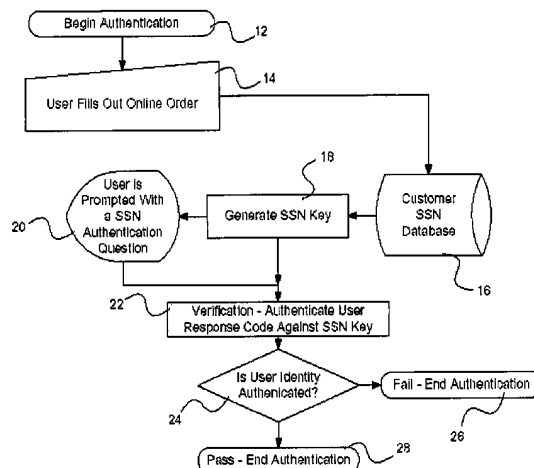 Begin Authentication
12
14
User Fills Out Online Order
18
User is
Prompted With
a SSN
Authentication
Question
20
Generate SSN Key
Customer
SSN
Database
16
22
Verification - Authenticate User
Response Code Against SSN Key
Is User Identity
Authenicated?
24
Fail - End Authentication
26
28
Pass - End Authentication